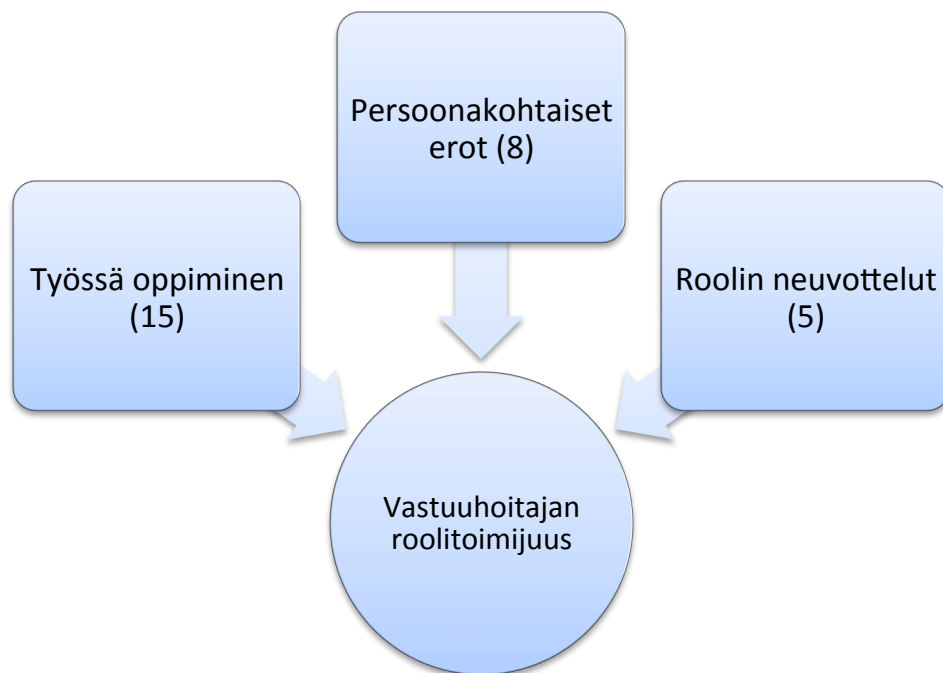 Persoonakohtaiset
erot (8)
Työssä oppiminen
(15)
Roolin neuvottelut
(5)
Vastuuhoitajan
roolitoimijuus